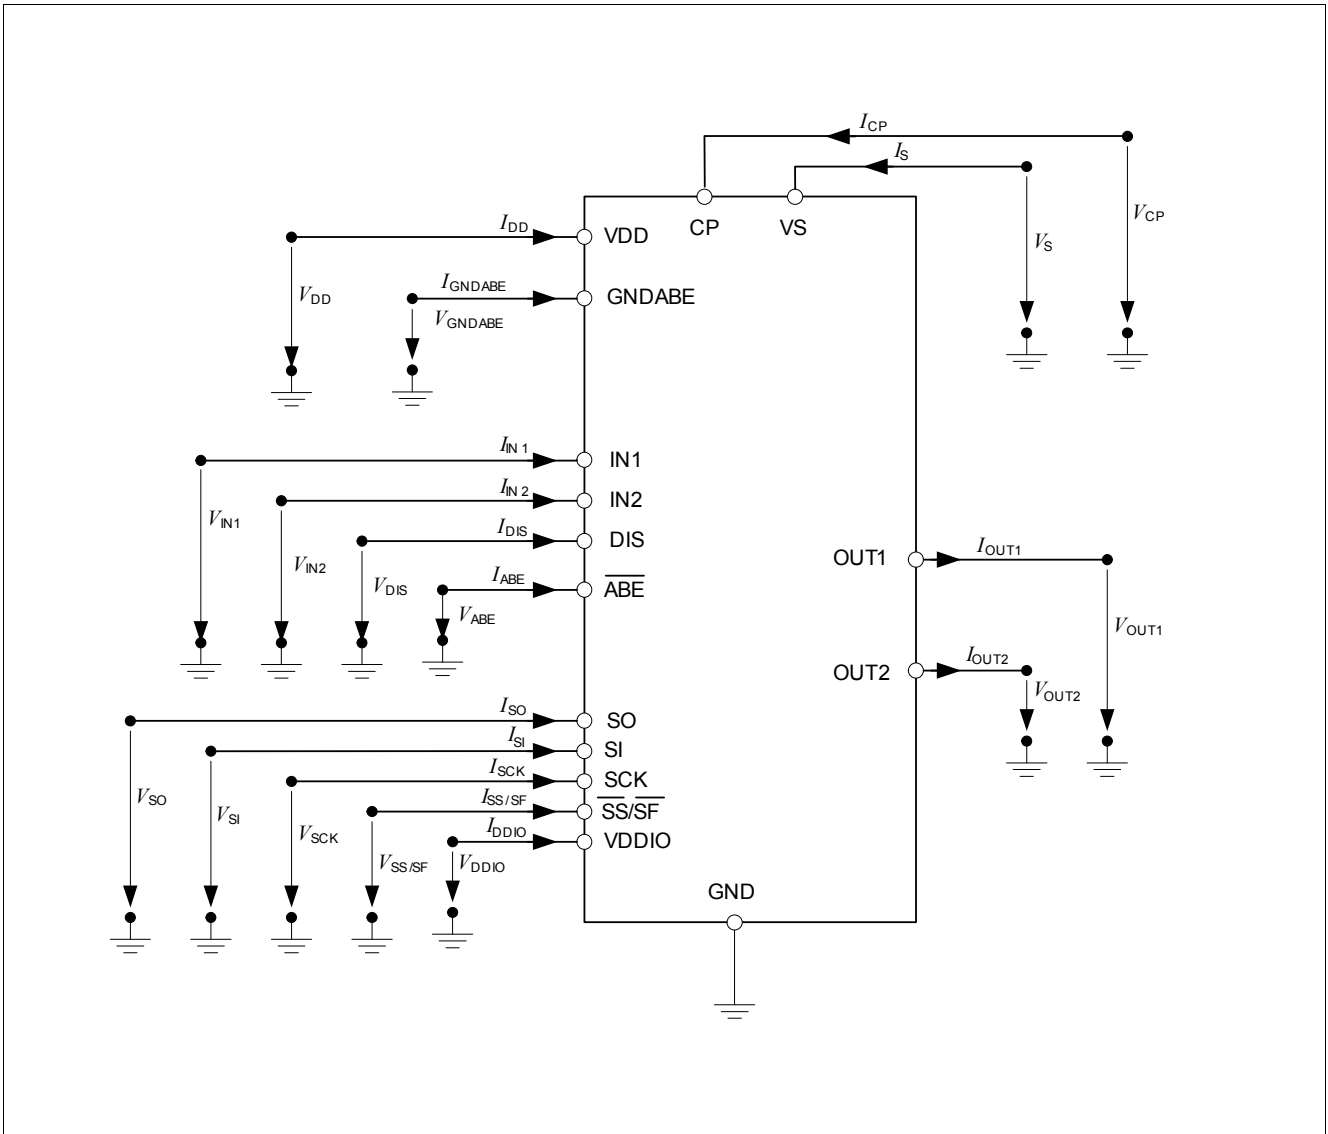 ICP
IS
CP
VS
VCP
VS
IDD
VDD
VDD
IGNDABE
GNDABE
VGNDABE
IIN1
IN1
IIN2
IN2
VIN1
IDIS
DIS
VIN2
IABE
ABE
VDIS
VABE
OUT1
IOUT1
VOUT1
OUT2
IOUT2
VOUT2
ISO
SO
ISI
SI
ISCK
SCK
VSO
VSI
ISS/SF
SS/SF
VSCK
IDDIO
VDDIO
VSS/SF
VDDIO
GND